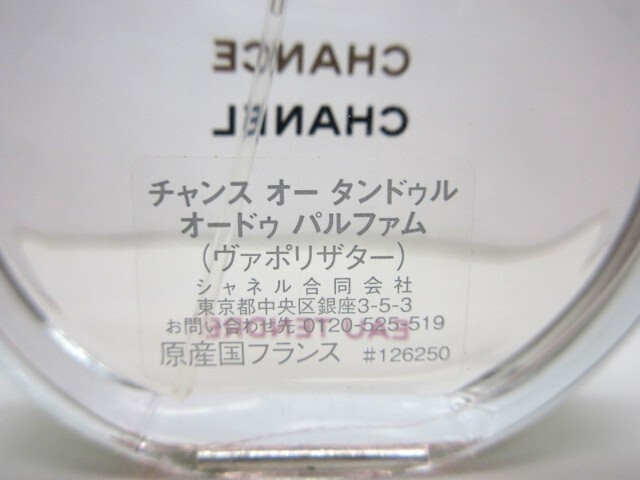 CHANCE
CHANEL
チャンス オー タンドゥル
オードゥ パルファム
(ヴァポリザター)
シャネル合同会社
東京都中央区銀座3-5-3
お問い合わせ先 0120-525-519
EAU TENDRE
原産国フランス #126250